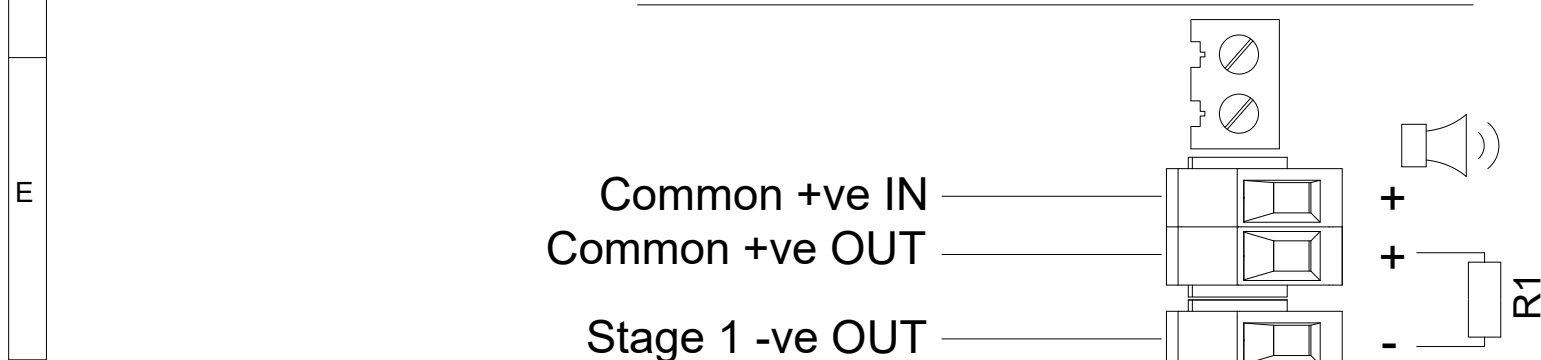 E
Common +ve IN
+
Common +ve OUT
+
R1
Stage 1 -ve OUT
-